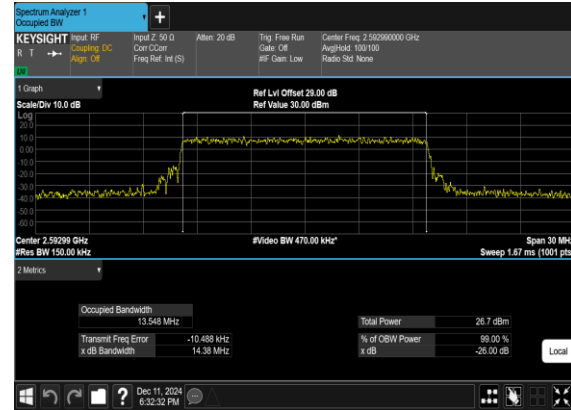 Spectrum Analyzer 1
Occupied BW
+
KEYSIGHT Input: RF Input Z: 50 Ω Atten: 20 dB Trig: Free Run Center Freq: 2.592990000 GHz
R T Coupling: DC Corr CCorr Gate: Off Avg|Hold: 100/100
Align: Off Freq Ref: Int (S) #IF Gain: Low Radio Std: None
1 Graph
Ref Lvl Offset 29.00 dB
Scale/Div 10.0 dB Ref Value 30.00 dBm
Log
20.0
10.0
0.00
-10.0
-20.0
-30.0
-40.0
-50.0
-60.0
Center 2.59299 GHz #Video BW 470.00 kHz* Span 30 MHz
#Res BW 150.00 kHz Sweep 1.67 ms (1001 pts
2 Metrics
Occupied Bandwidth
13.548 MHz Total Power 26.7 dBm
Transmit Freq Error -10.488 kHz % of OBW Power 99.00 %
x dB Bandwidth 14.38 MHz x dB -26.00 dB
Local
? Dec 11, 2024
6:32:32 PM